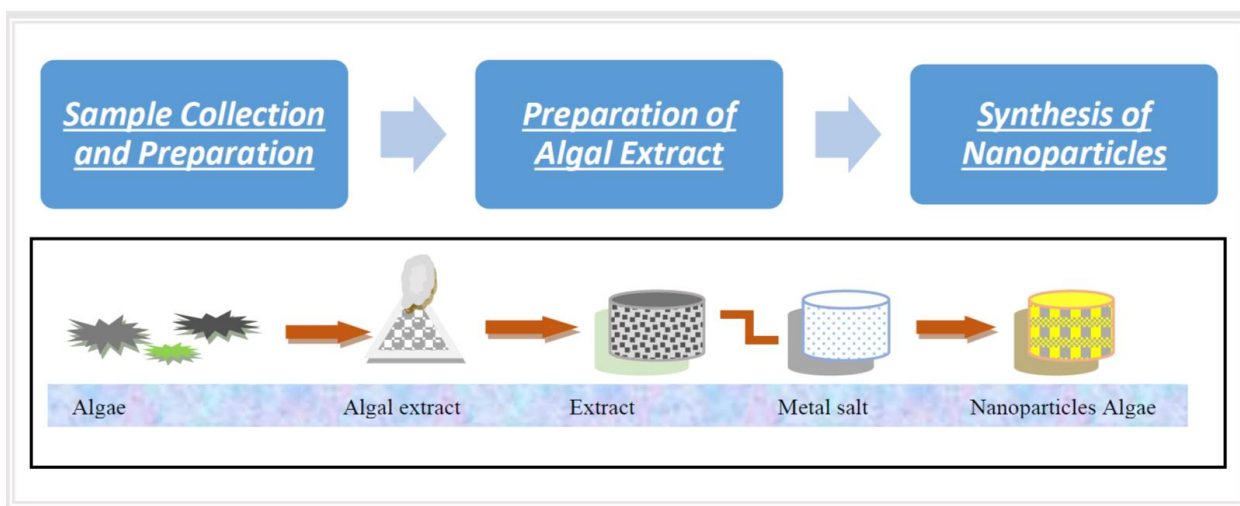 Sample Collection
and Preparation
Preparation of
Algal Extract
Synthesis of
Nanoparticles
Algae
Algal extract
Extract
Metal salt
Nanoparticles Algae